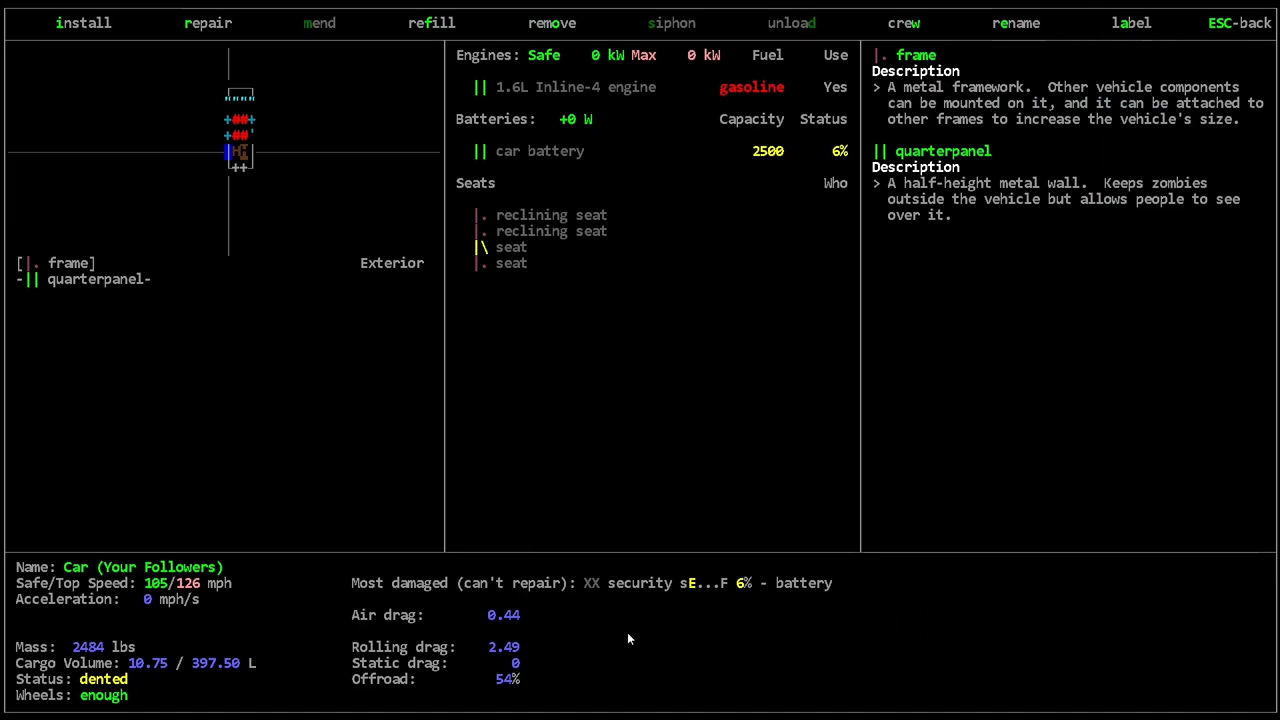 install repair mend refill remove siphon unload crew rename label ESC-back
Engines: Safe 0 kW Max 0 kW Fuel Use
|| 1.6L Inline-4 engine gasoline Yes
Batteries: +0 W Capacity Status
|| car battery 2500 6%
Seats Who
|. reclining seat
|. reclining seat
|\ seat
|. seat
|. frame
Description
> A metal framework.  Other vehicle components
can be mounted on it, and it can be attached to
other frames to increase the vehicle's size.
|| quarterpanel
Description
> A half-height metal wall.  Keeps zombies
outside the vehicle but allows people to see
over it.
+##+
+##'
++
[|. frame] Exterior
-|| quarterpanel-
Name: Car (Your Followers)
Safe/Top Speed: 105/126 mph
Acceleration: 0 mph/s
Mass: 2484 lbs
Cargo Volume: 10.75 / 397.50 L
Status: dented
Wheels: enough
Most damaged (can't repair): XX security sE...F 6% - battery
Air drag: 0.44
Rolling drag: 2.49
Static drag: 0
Offroad: 54%